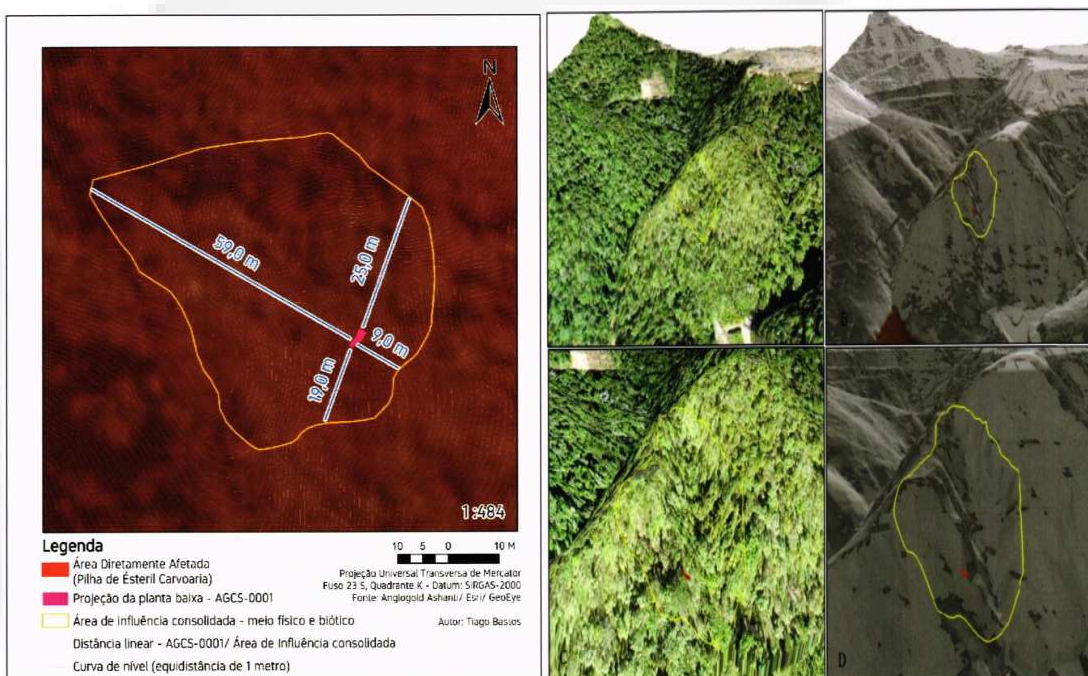 N
59,0 m
25,0 m
9,0 m
19,0 m
1:484
Legenda
Área Diretamente Afetada
(Pilha de Estéril Carvoaria)
Projeção da planta baixa - AGCS-0001
Área de influência consolidada - meio físico e biótico
Distância linear - AGCS-0001/ Área de Influência consolidada
Curva de nível (equidistância de 1 metro)
10 5 0 10 M
Projeção Universal Transversa de Mercator
Fuso 23 S, Quadrante K - Datum: SIRGAS-2000
Fonte: Anglogold Ashanti/ Esri/ GeoEye
Autor: Tiago Bastos
B
C
D